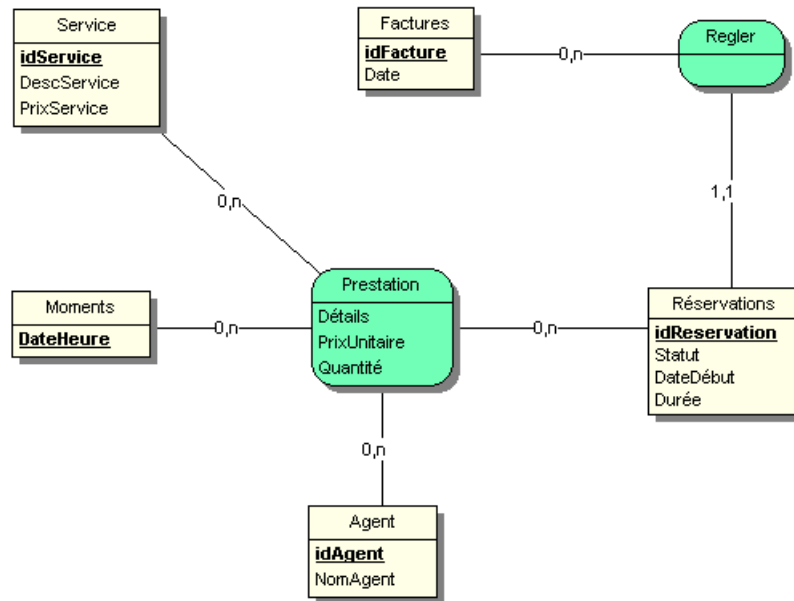 Service
idService
DescService
PrixService
Factures
idFacture
Date
Regler
0,n
1,1
0,n
Moments
DateHeure
0,n
Prestation
Détails
PrixUnitaire
Quantité
0,n
Réservations
idReservation
Statut
DateDébut
Durée
0,n
Agent
idAgent
NomAgent